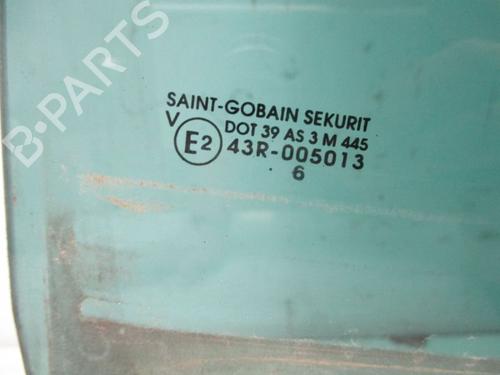 B-PARTS
SAINT-GOBAIN SEKURIT
V DOT 39 AS 3 M 445
E2 43R-005013
. 6